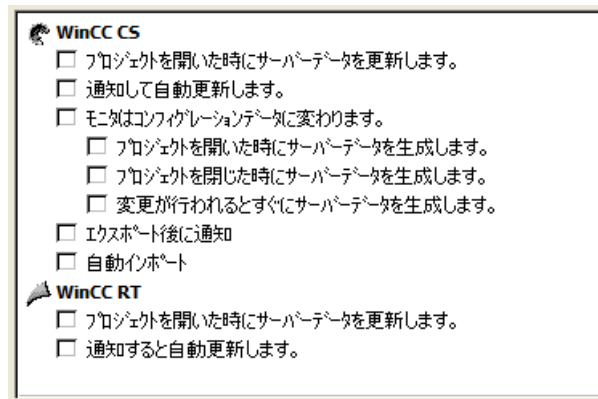 WinCC CS
プロジェクトを開いた時にサーバーデータを更新します。
通知して自動更新します。
モニタはコンフィグレーションデータに変わります。
プロジェクトを開いた時にサーバーデータを生成します。
プロジェクトを閉じた時にサーバーデータを生成します。
変更が行われるとすぐにサーバーデータを生成します。
エクスポート後に通知
自動インポート
WinCC RT
プロジェクトを開いた時にサーバーデータを更新します。
通知すると自動更新します。